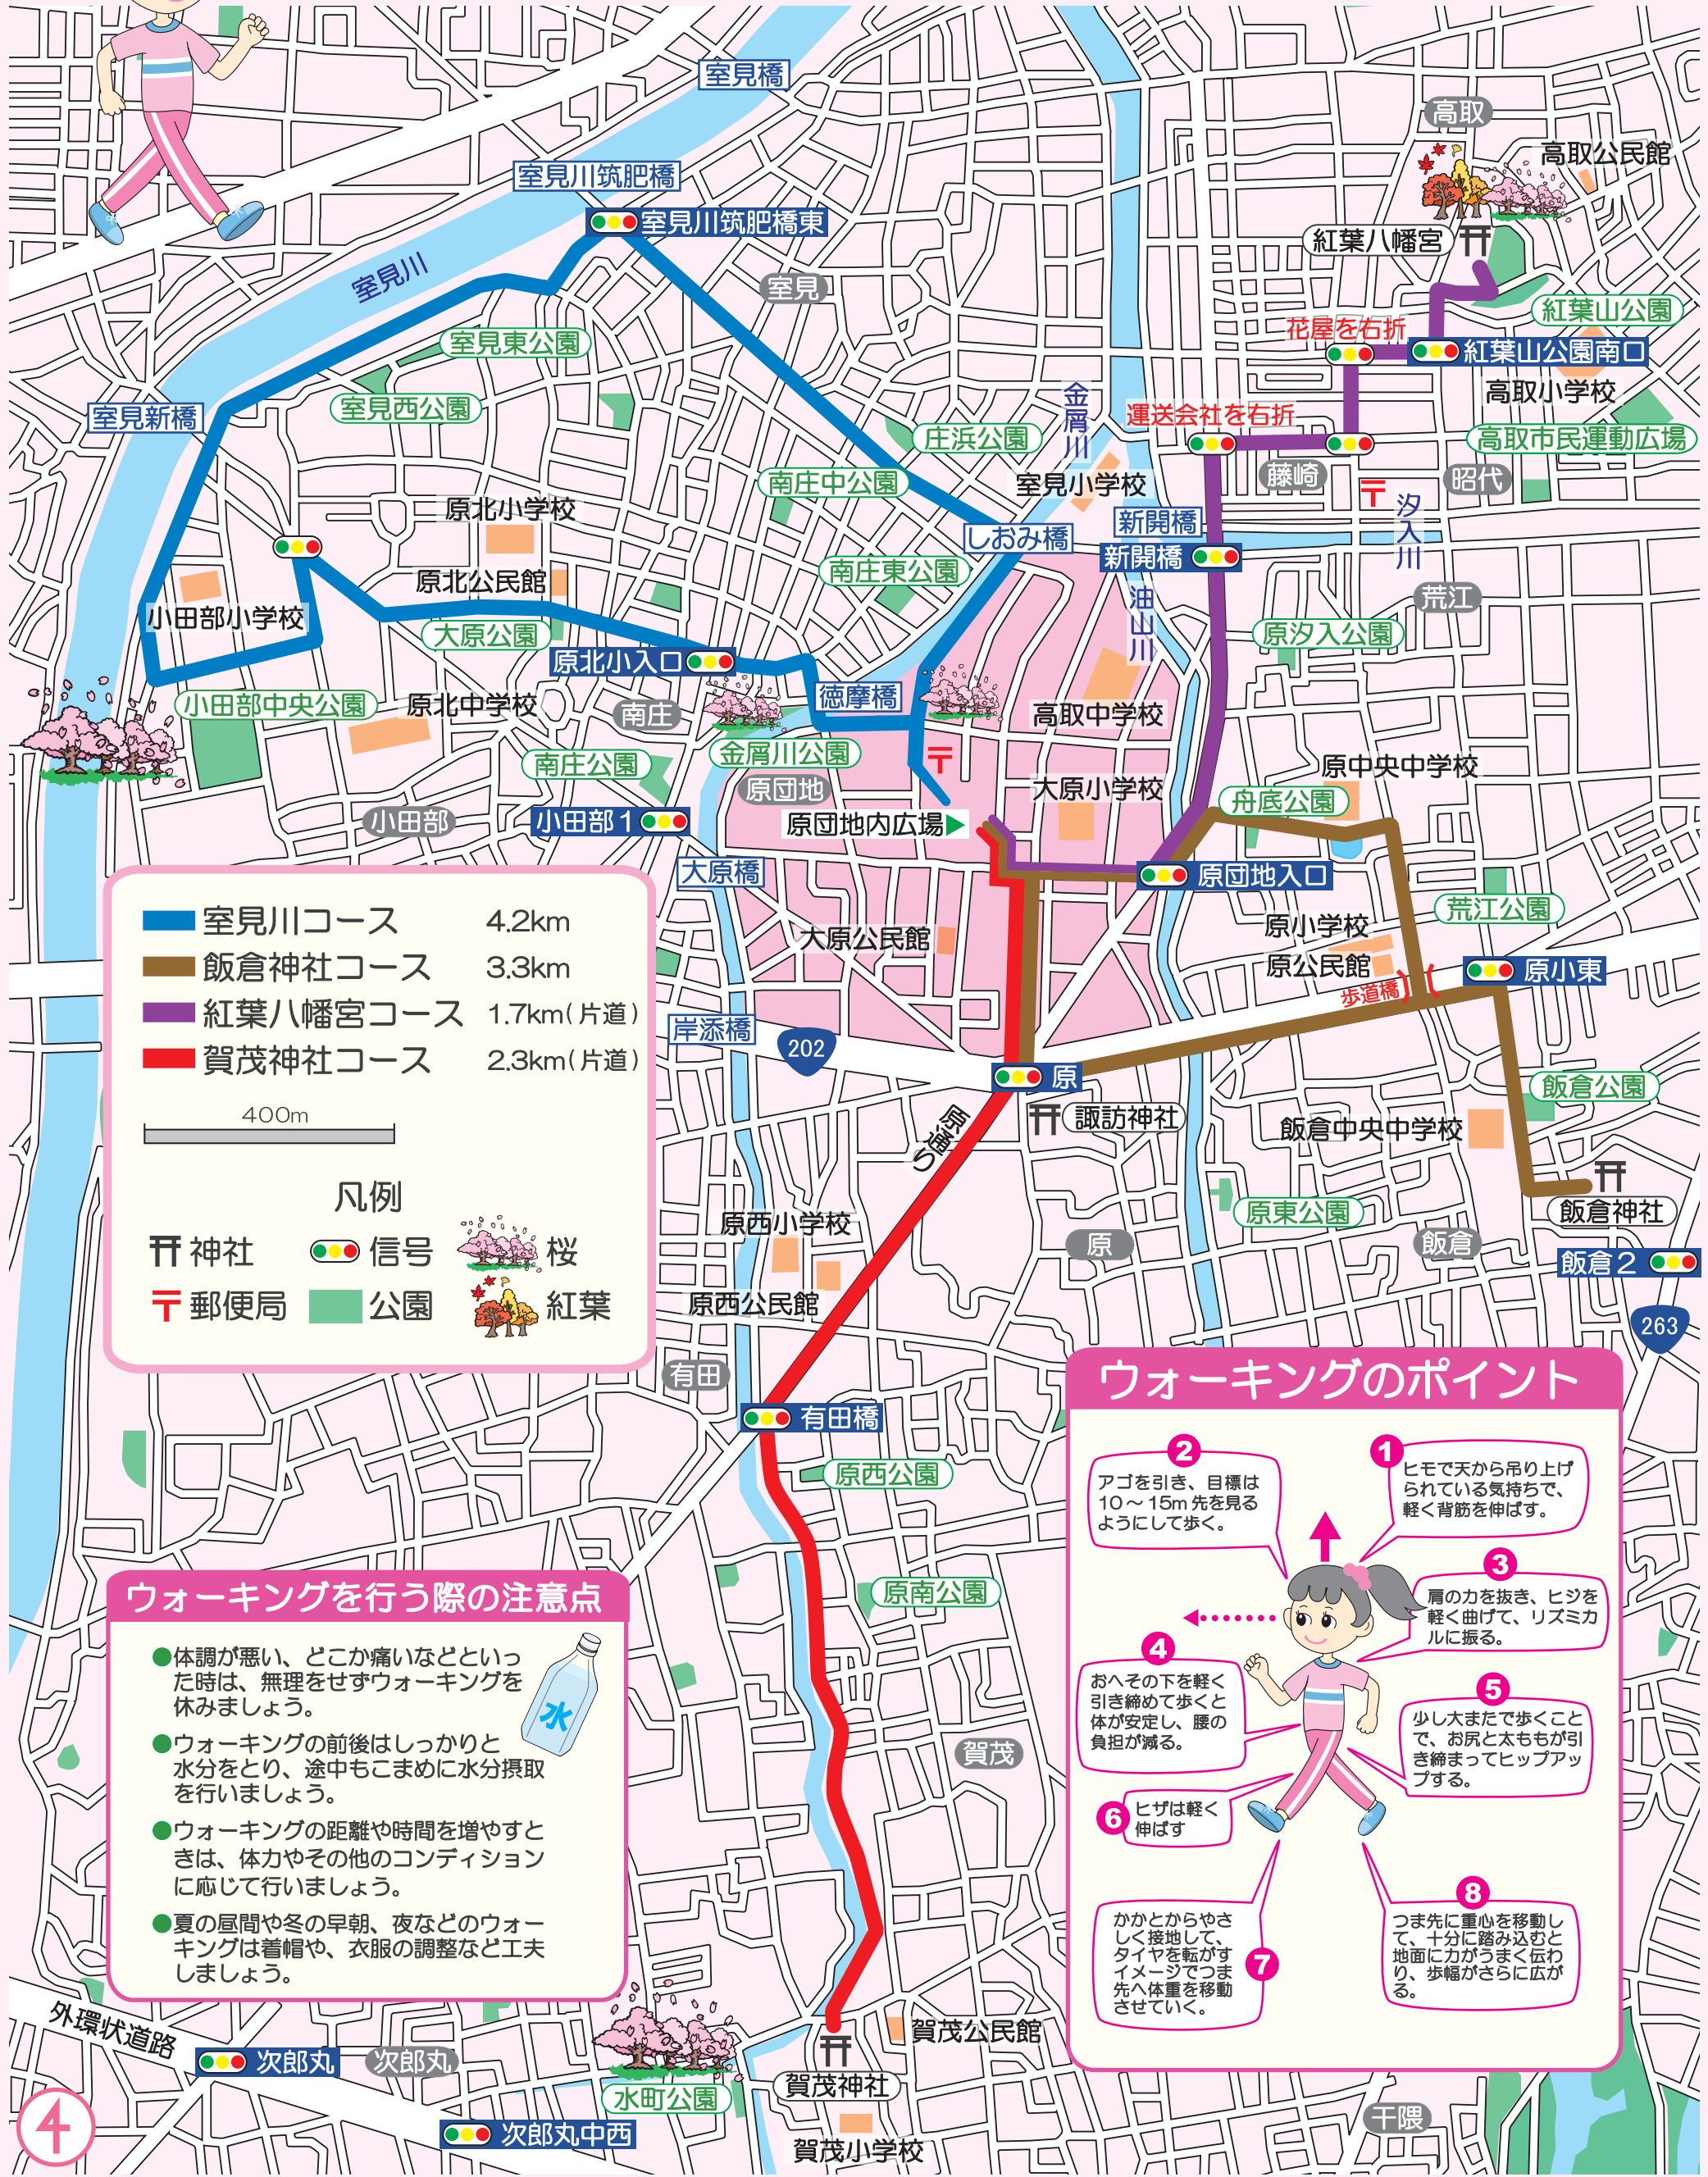 室見橋
高取
高取公民館
室見川筑肥橋
室見川筑肥橋東
紅葉八幡宮
室見川
室見
紅葉山公園
花屋を右折
室見東公園
紅葉山公園南口
高取小学校
室見西公園
室見新橋
金屑川
運送会社を右折
庄浜公園
高取市民運動広場
藤崎
昭代
南庄中公園
室見小学校
原北小学校
新開橋
汐入川
しおみ橋
新開橋
南庄東公園
原北公民館
荒江
小田部小学校
油山川
大原公園
原汐入公園
原北小入口
徳摩橋
小田部中央公園
原北中学校
南庄
高取中学校
金屑川公園
南庄公園
原中央中学校
原団地
大原小学校
舟底公園
小田部
小田部1
原団地内広場▶
大原橋
原団地入口
荒江公園
原小学校
大原公民館
原公民館
原小東
歩道橋
岸添橋
202
原
飯倉公園
諏訪神社
原通り
飯倉中央中学校
飯倉神社
原東公園
原西小学校
原
飯倉
飯倉2
原西公民館
263
有田
有田橋
原西公園
原南公園
賀茂
室見川コース 4.2km
飯倉神社コース 3.3km
紅葉八幡宮コース 1.7km(片道)
賀茂神社コース 2.3km(片道)
400m
凡例
神社 信号 桜
〒郵便局 公園 紅葉
〒
〒
ウォーキングのポイント
1
ヒモで天から吊り上げ
られている気持ちで、
軽く背筋を伸ばす。
2
アゴを引き、目標は
10～15m先を見る
ようにして歩く。
3
肩の力を抜き、ヒジを
軽く曲げて、リズミカ
ルに振る。
4
おへその下を軽く
引き締めて歩くと
体が安定し、腰の
負担が減る。
5
少し大またで歩くこと
で、お尻と太ももが引
き締まってヒップアッ
プする。
6
ヒザは軽く
伸ばす
7
かかとからやさ
しく接地して、
タイヤを転がす
イメージでつま
先へ体重を移動
させていく。
8
つま先に重心を移動し
て、十分に踏み込むと
地面に力がうまく伝わ
り、歩幅がさらに広が
る。
ウォーキングを行う際の注意点
●体調が悪い、どこか痛いなどといっ
た時は、無理をせずウォーキングを
休みましょう。
●ウォーキングの前後はしっかりと
水分をとり、途中もこまめに水分摂取
を行いましょう。
●ウォーキングの距離や時間を増やすと
きは、体力やその他のコンディション
に応じて行いましょう。
●夏の昼間や冬の早朝、夜などのウォー
キングは着帽や、衣服の調整など工夫
しましょう。
水
外環状道路
次郎丸
次郎丸
賀茂公民館
賀茂神社
水町公園
次郎丸中西
賀茂小学校
干隈
4